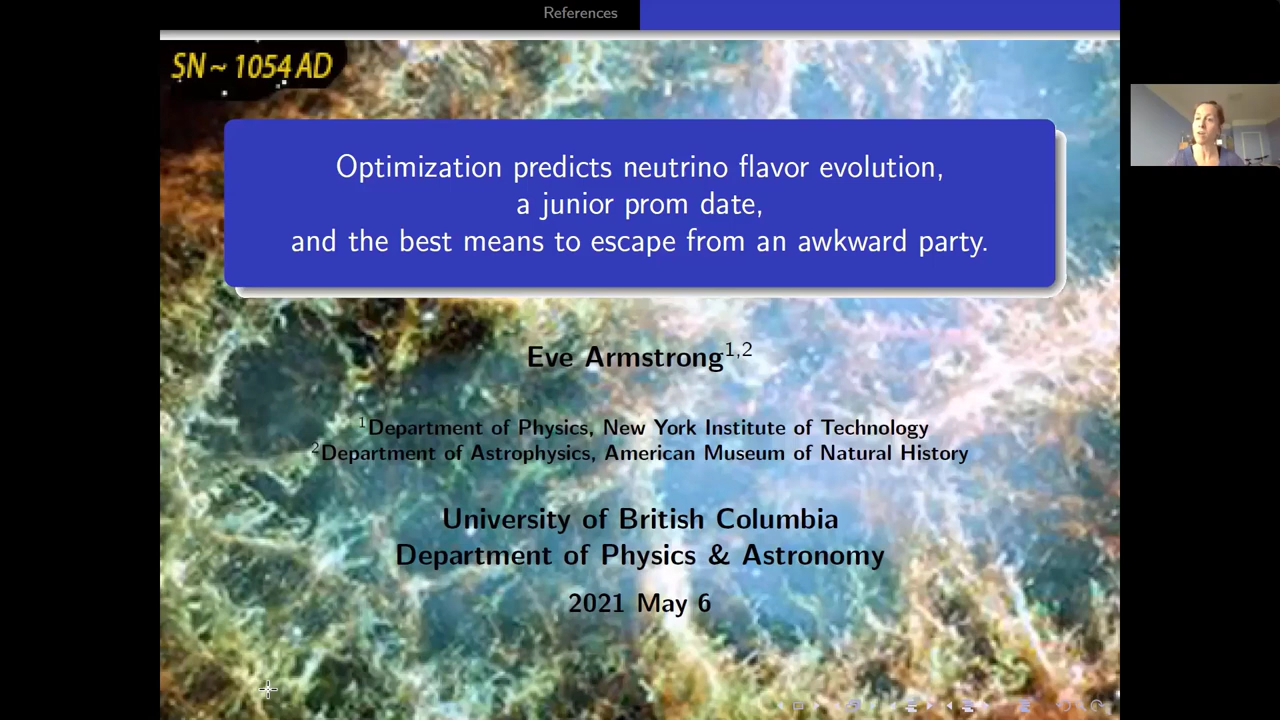 References
SN ~ 1054 AD
Optimization predicts neutrino flavor evolution,
a junior prom date,
and the best means to escape from an awkward party.
Eve Armstrong1,2
1Department of Physics, New York Institute of Technology
2Department of Astrophysics, American Museum of Natural History
University of British Columbia
Department of Physics & Astronomy
2021 May 6